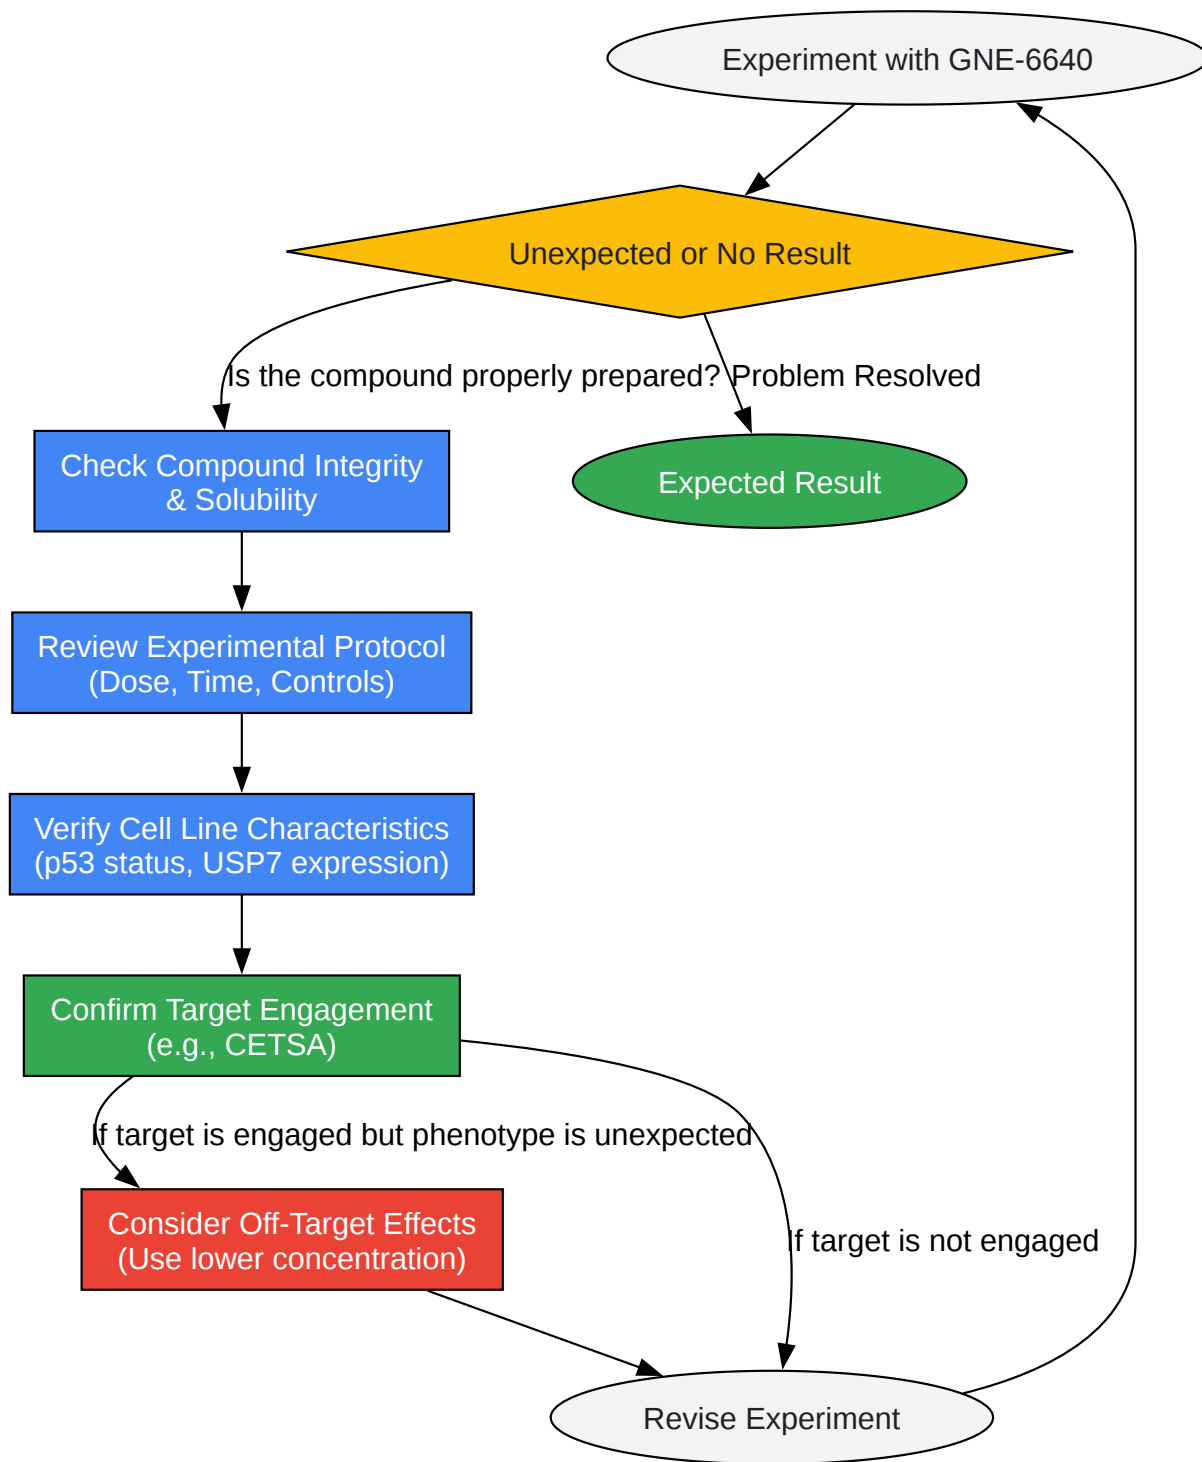 Experiment with GNE-6640
Unexpected or No Result
Is the compound properly prepared?
Problem Resolved
Check Compound Integrity
& Solubility
Expected Result
Review Experimental Protocol
(Dose, Time, Controls)
Verify Cell Line Characteristics
(p53 status, USP7 expression)
Confirm Target Engagement
(e.g., CETSA)
If target is engaged but phenotype is unexpected
Consider Off-Target Effects
(Use lower concentration)
If target is not engaged
Revise Experiment